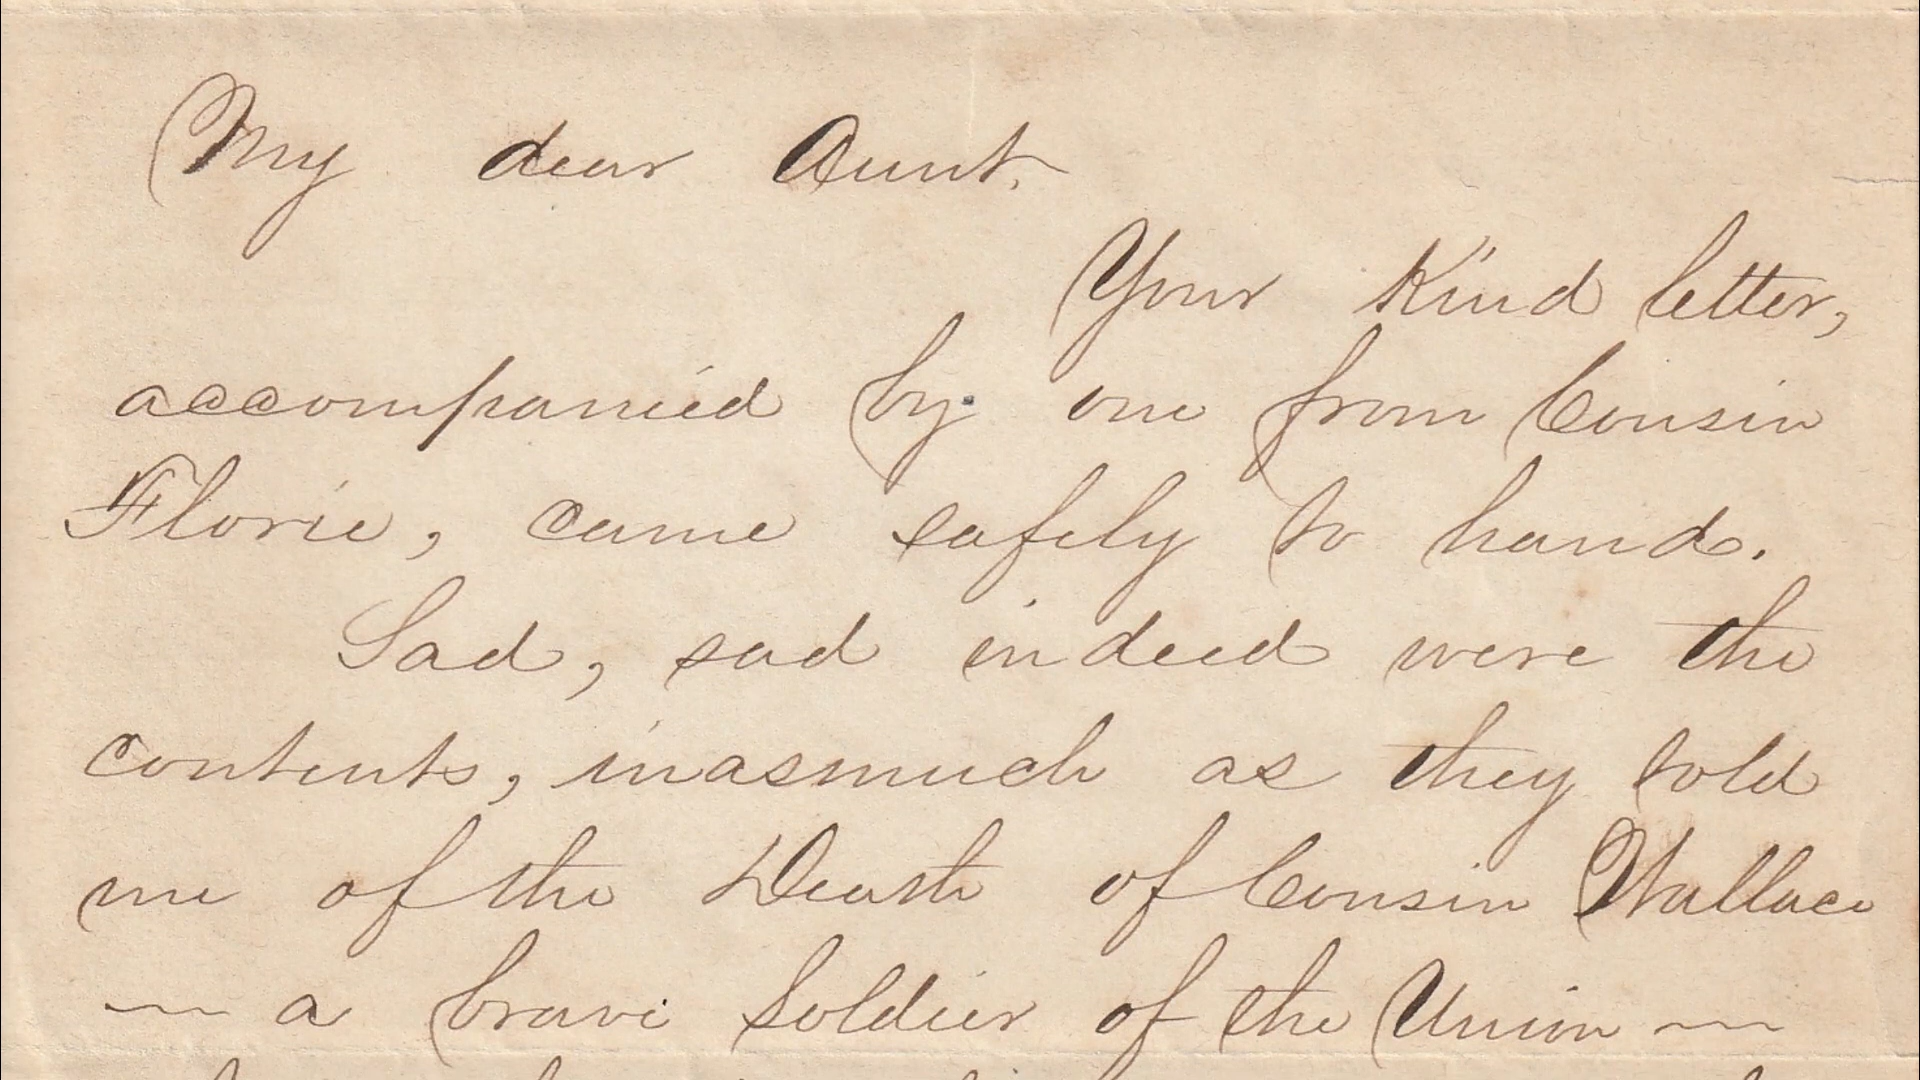 My dear Aunt.
Your Kind letter,
accompanied by one from Cousin
Florie, came safely to hand.
Sad, sad indeed were the
contents, inasmuch as they told
me of the Death of Cousin Wallace
— a brave Soldier of the Union —